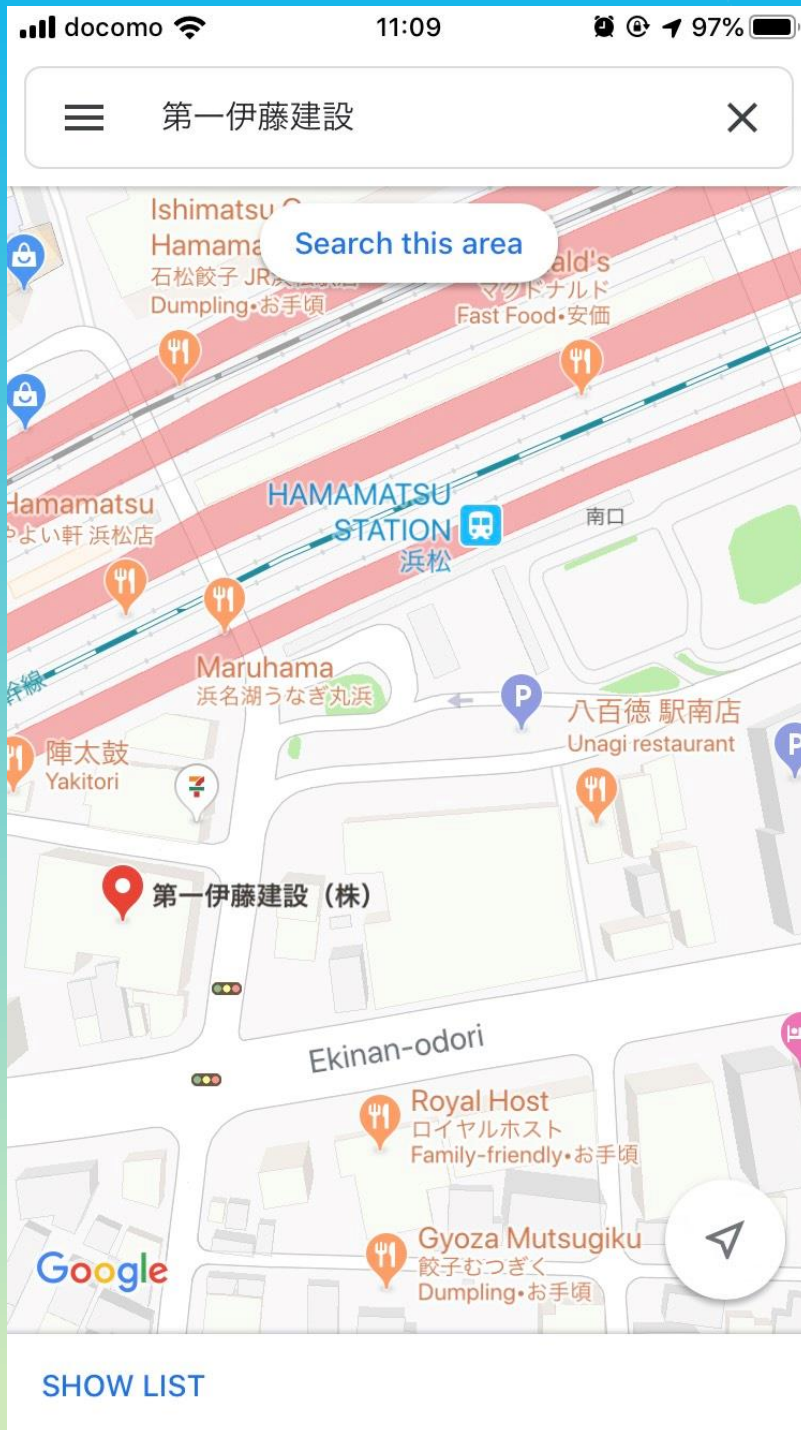 docomo 11:09 97%
第一伊藤建設
Search this area
Ishimatsu
Hamama
石松餃子 JR
Dumpling•お手頃
ald's
マクドナルド
Fast Food•安価
Hamamatsu
やよい軒 浜松店
HAMAMATSU
STATION
浜松
南口
幹線
Maruhama
浜名湖うなぎ丸浜
P
八百徳 駅南店
Unagi restaurant
P
陣太鼓
Yakitori
7
第一伊藤建設（株）
Ekinan-odori
Royal Host
ロイヤルホスト
Family-friendly•お手頃
Gyoza Mutsugiku
餃子むつぎく
Dumpling•お手頃
Google
SHOW LIST